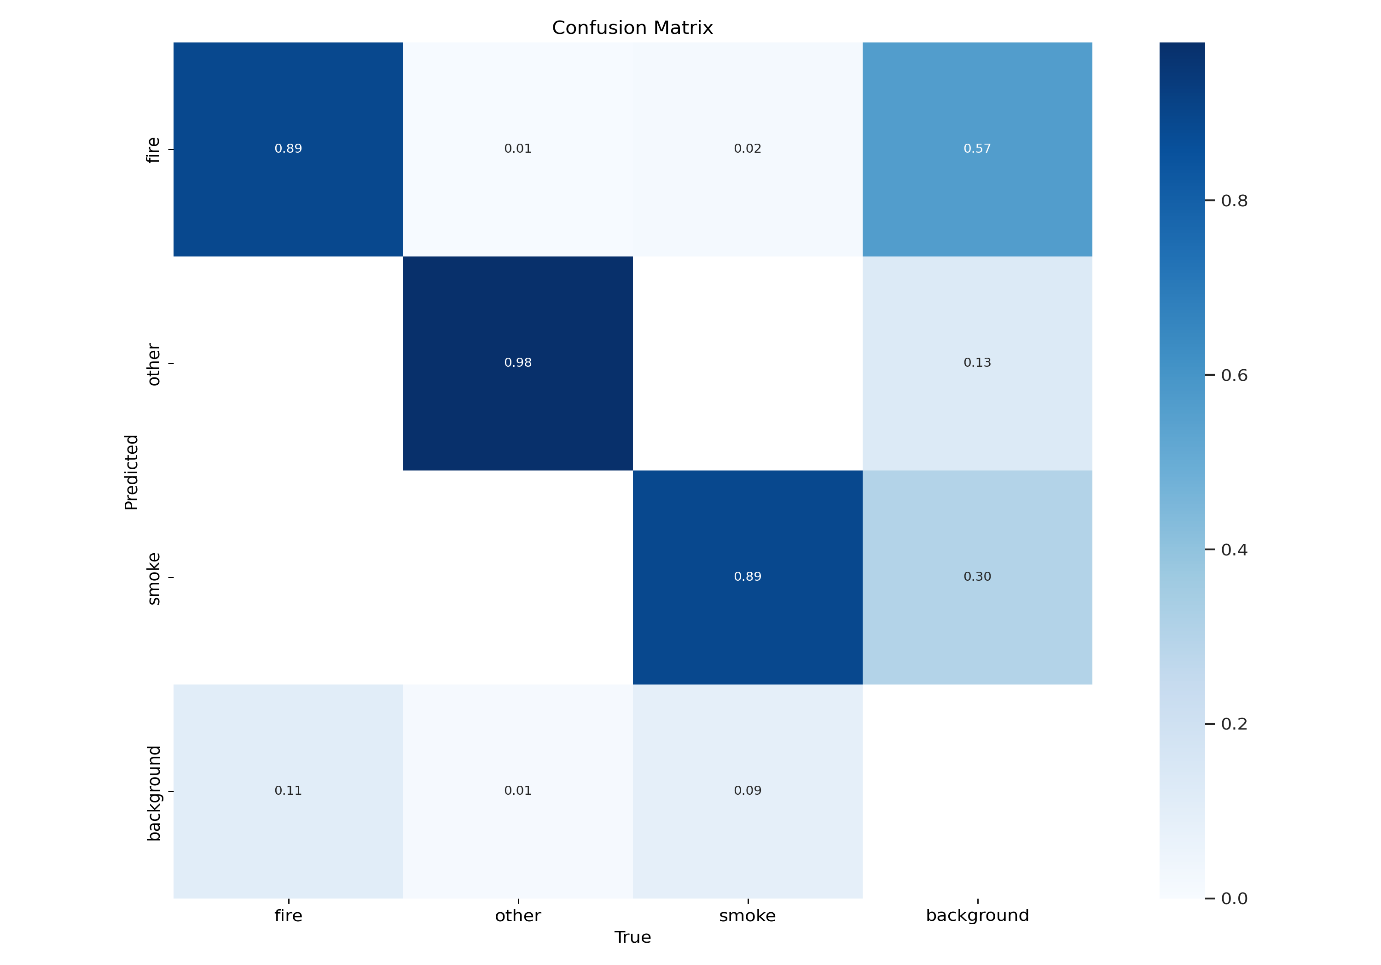 Confusion Matrix
fire
0.89
0.01
0.02
0.57
other
0.98
0.13
smoke
0.89
0.30
background
0.11
0.01
0.09
Predicted
fire
other
smoke
background
True
0.8
0.6
0.4
0.2
0.0